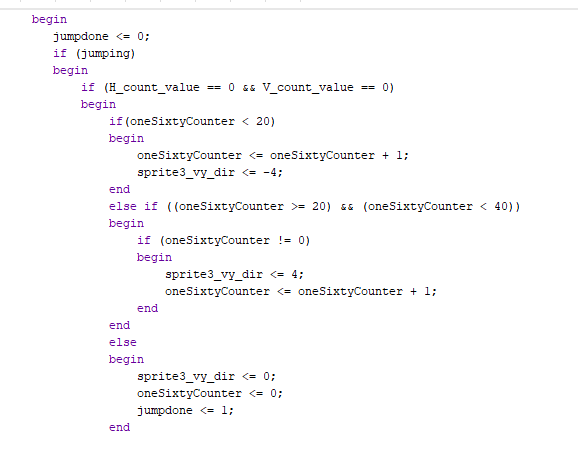 begin
jumpdone <= 0;
if (jumping)
begin
if (H_count_value == 0 && V_count_value == 0)
begin
if(oneSixtyCounter < 20)
begin
oneSixtyCounter <= oneSixtyCounter + 1;
sprite3_vy_dir <= -4;
end
else if ((oneSixtyCounter >= 20) && (oneSixtyCounter < 40))
begin
if (oneSixtyCounter != 0)
begin
sprite3_vy_dir <= 4;
oneSixtyCounter <= oneSixtyCounter + 1;
end
end
else
begin
sprite3_vy_dir <= 0;
oneSixtyCounter <= 0;
jumpdone <= 1;
end